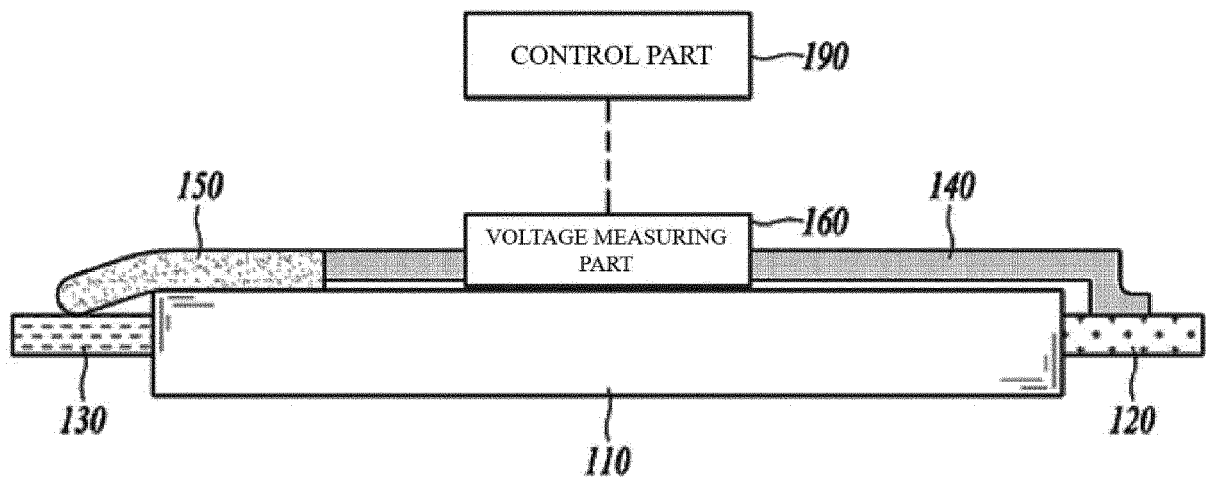 CONTROL PART
190
150
140
160
VOLTAGE MEASURING
PART
130
120
110